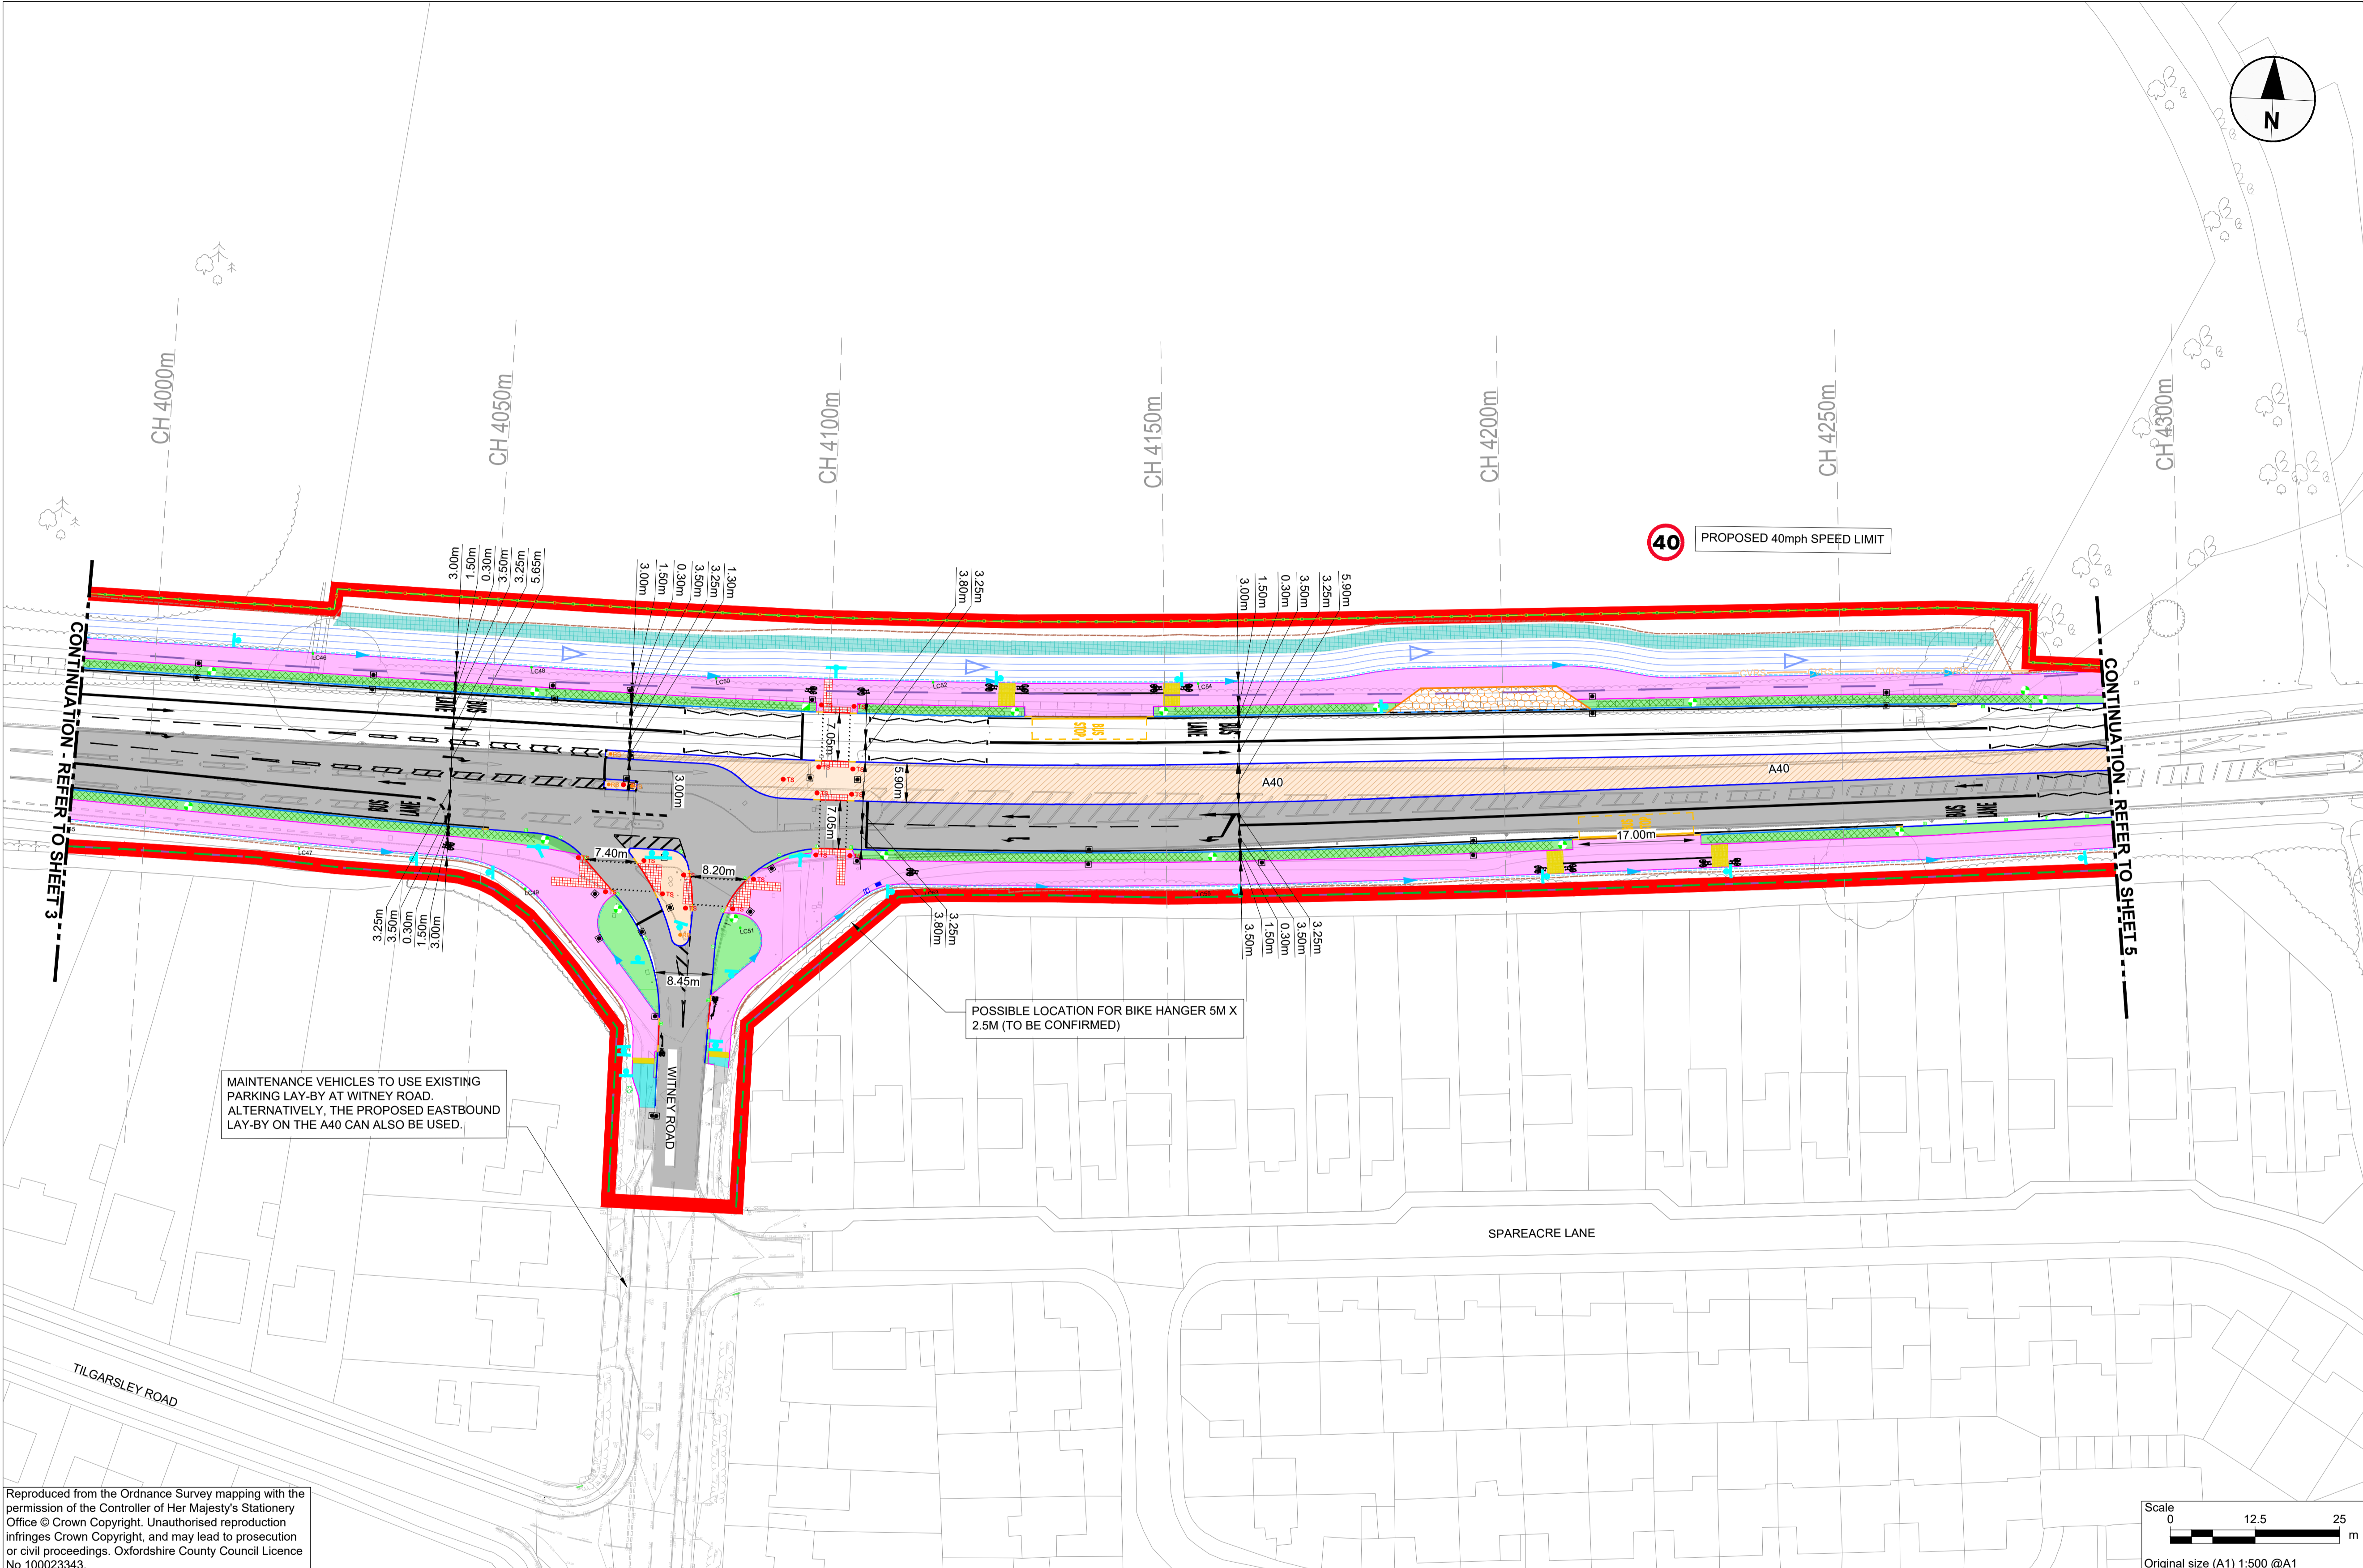 N
CH 4000m
CH 4050m
CH 4100m
CH 4150m
CH 4200m
CH 4250m
CH 4300m
40
PROPOSED 40mph SPEED LIMIT
3.00m
1.50m
0.30m
3.50m
3.25m
5.65m
3.00m
1.50m
0.30m
3.50m
3.25m
1.30m
3.80m
3.25m
3.00m
1.50m
0.30m
3.50m
3.25m
5.90m
CONTINUATION - REFER TO SHEET 3
CONTINUATION - REFER TO SHEET 5
LC46
LC48
LC50
LC52
LC54
BUS
LANE
BUS
STOP
BUS
LANE
7.05m
TS
5.90m
3.00m
A40
A40
7.05m
BUS
LANE
BUS
LANE
17.00m
7.40m
8.20m
LC47
LC49
LC51
8.45m
3.25m
3.50m
0.30m
1.50m
3.00m
3.80m
3.25m
3.50m
1.50m
0.30m
3.50m
3.25m
POSSIBLE LOCATION FOR BIKE HANGER 5M X
2.5M (TO BE CONFIRMED)
MAINTENANCE VEHICLES TO USE EXISTING
PARKING LAY-BY AT WITNEY ROAD.
ALTERNATIVELY, THE PROPOSED EASTBOUND
LAY-BY ON THE A40 CAN ALSO BE USED.
WITNEY ROAD
SPAREACRE LANE
TILGARSLEY ROAD
Reproduced from the Ordnance Survey mapping with the
permission of the Controller of Her Majesty's Stationery
Office © Crown Copyright. Unauthorised reproduction
infringes Crown Copyright, and may lead to prosecution
or civil proceedings. Oxfordshire County Council Licence
No 100023343.
Scale
0 12.5 25
m
Original size (A1) 1:500 @A1